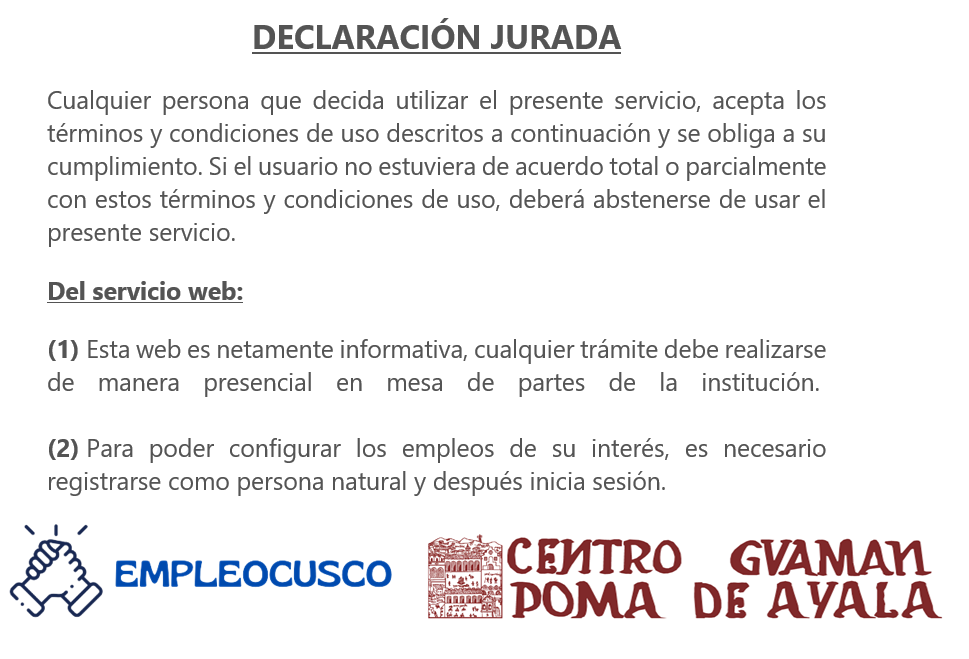 DECLARACIÓN JURADA
Cualquier persona que decida utilizar el presente servicio, acepta los
términos y condiciones de uso descritos a continuación y se obliga a su
cumplimiento. Si el usuario no estuviera de acuerdo total o parcialmente
con estos términos y condiciones de uso, deberá abstenerse de usar el
presente servicio.
Del servicio web:
(1) Esta web es netamente informativa, cualquier trámite debe realizarse
de manera presencial en mesa de partes de la institución.
(2) Para poder configurar los empleos de su interés, es necesario
registrarse como persona natural y después inicia sesión.
EMPLEOCUSCO
CENTRO GVAMAN
POMA DE AYALA